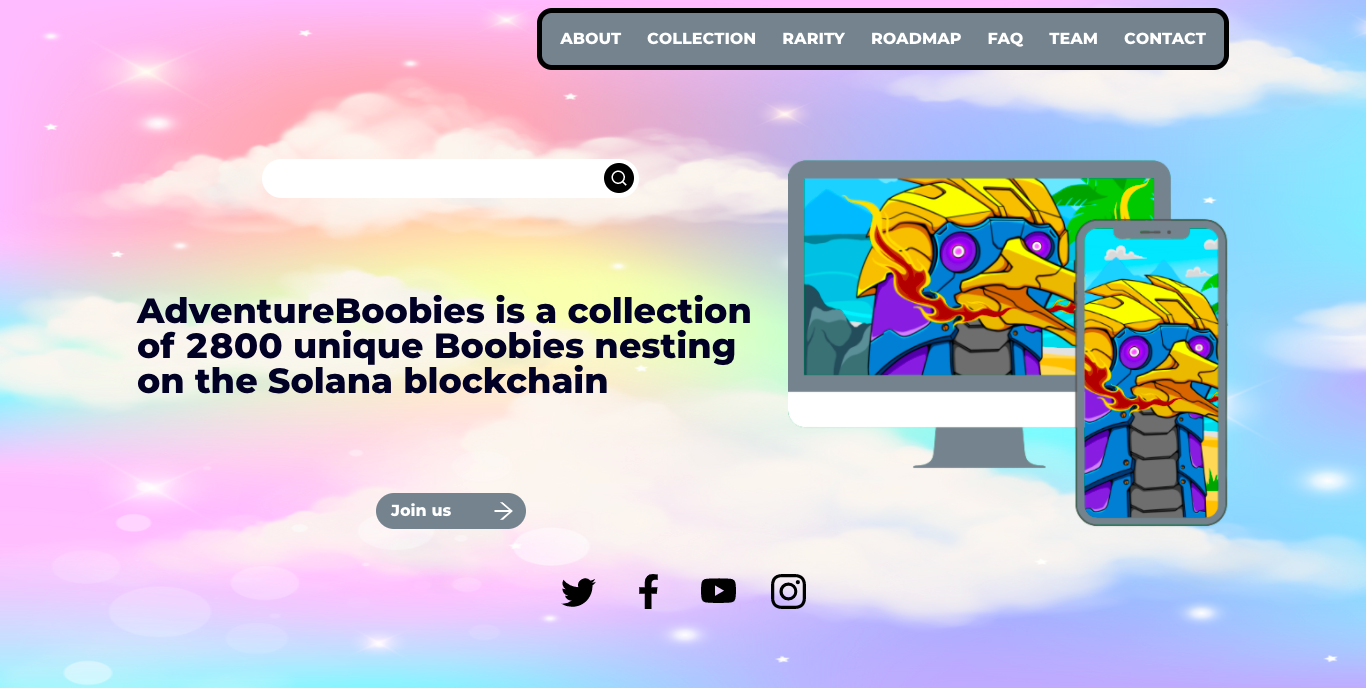 ABOUT COLLECTION RARITY ROADMAP FAQ TEAM CONTACT
AdventureBoobies is a collection
of 2800 unique Boobies nesting
on the Solana blockchain
Join us